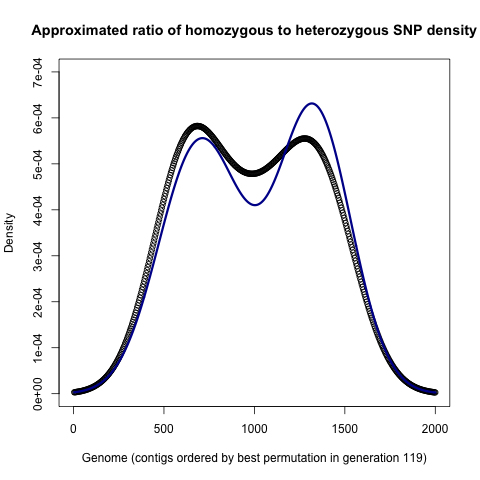 Approximated ratio of homozygous to heterozygous SNP density
7e-04
6e-04
5e-04
4e-04
3e-04
2e-04
1e-04
0e+00
Density
0 500 1000 1500 2000
Genome (contigs ordered by best permutation in generation 119)